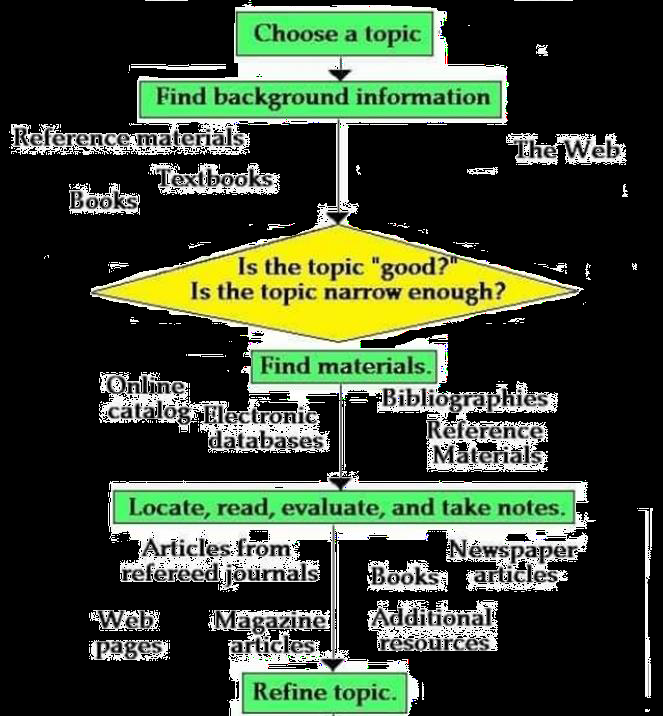 Choose a topic
Find background information
Reference materials
The Web
Textbooks
Books
Is the topic "good?"
Is the topic narrow enough?
Find materials.
Online
catalog
Electronic
databases
Bibliographies
Reference
Materials
Locate, read, evaluate, and take notes.
Articles from
refereed journals
Books
Newspaper
articles
Web
pages
Magazine
articles
Additional
resources
Refine topic.